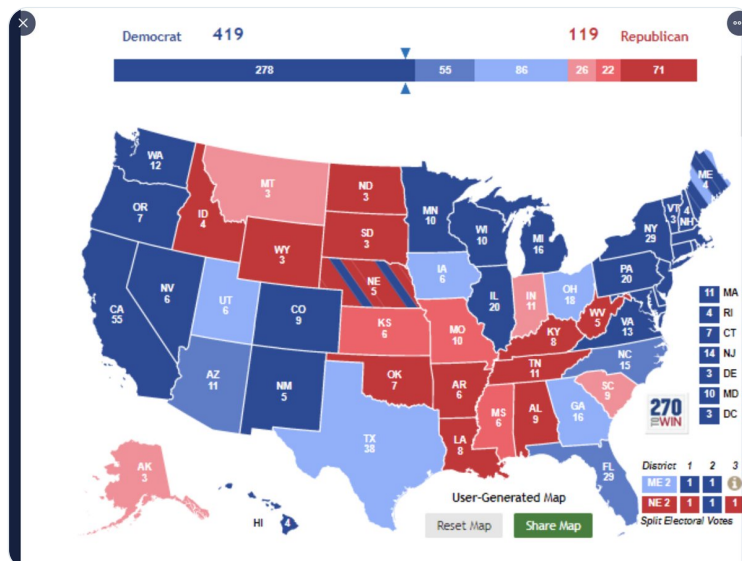 Democrat 419 119 Republican
278 55 86 26 22 71
WA
12
OR
7
CA
55
NV
6
ID
4
MT
3
WY
3
UT
6
AZ
11
CO
9
NM
5
ND
3
SD
3
NE
5
KS
6
OK
7
TX
38
MN
10
IA
6
MO
10
AR
6
LA
8
WI
10
IL
20
MI
16
IN
11
OH
18
KY
8
TN
11
MS
6
AL
9
GA
16
FL
29
SC
9
NC
15
VA
13
WV
5
PA
20
NY
29
VT
3
4
NH
ME
4
AK
3
HI 4
11 MA
4 RI
7 CT
14 NJ
3 DE
10 MD
3 DC
270
TO WIN
User-Generated Map
Reset Map Share Map
District 1 2 3
ME 2 1 1 i
NE 2 1 1 1
Split Electoral Votes